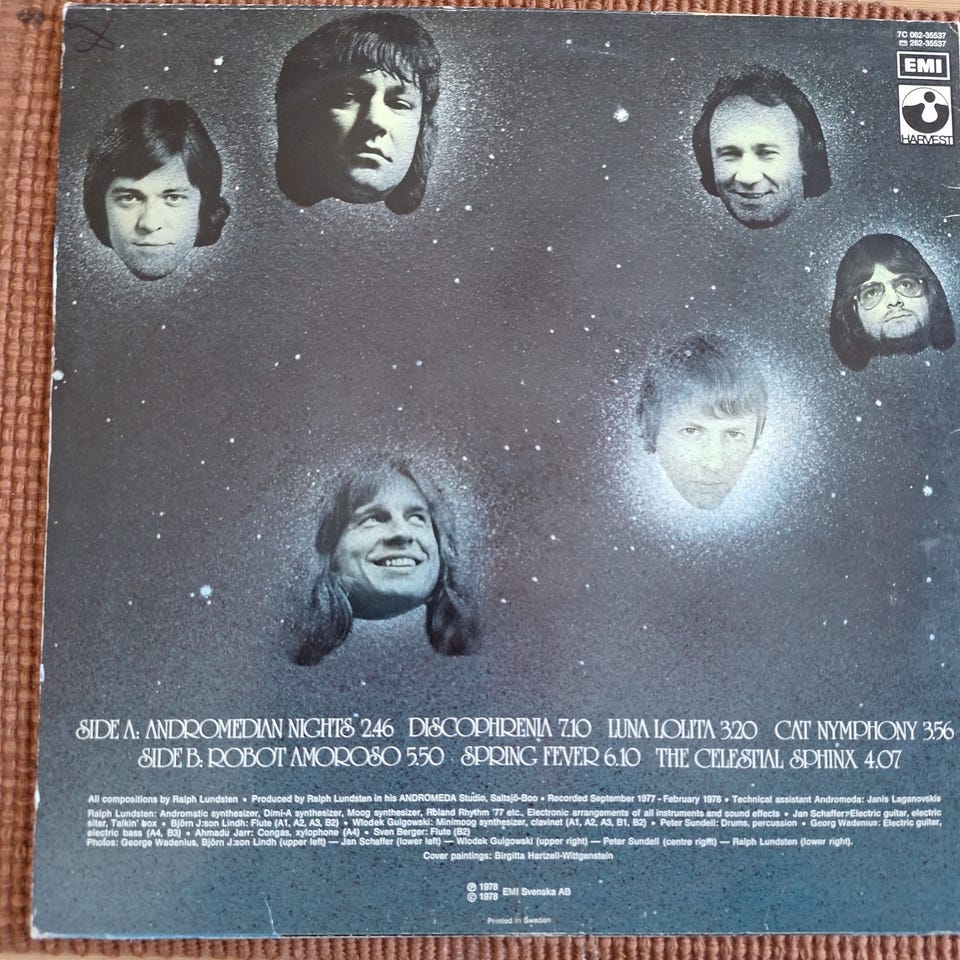 7C 062-35537
262-35537
EMI
HARVEST
SIDE A: ANDROMEDIAN NIGHTS 2.46 DISCOPHRENIA 7.10 LUNA LOLITA 3.20 CAT NYMPHONY 3.56
SIDE B: ROBOT AMOROSO 5.50 SPRING FEVER 6.10 THE CELESTIAL SPHINX 4.07
All compositions by Ralph Lundsten • Produced by Ralph Lundsten in his ANDROMEDA Studio, Saltsjö-Boo • Recorded September 1977 - February 1978 • Technical assistant Andromeda: Janis Laganovskis
Ralph Lundsten: Andromatic synthesizer, Dimi-A synthesizer, Moog synthesizer, Roland Rhythm '77 etc., Electronic arrangements of all instruments and sound effects • Jan Schaffer: Electric guitar, electric
sitar, Talkin' box • Björn J:son Lindh: Flute (A1, A2, A3, B2) • Wlodek Gulgowski: Minimoog synthesizer, clavinet (A1, A2, A3, B1, B2) • Peter Sundell: Drums, percussion • Georg Wadenius: Electric guitar,
electric bass (A4, B3) • Ahmadu Jarr: Congas, xylophone (A4) • Sven Berger: Flute (B2)
Photos: George Wadenius, Björn J:son Lindh (upper left) — Jan Schaffer (lower left) — Wlodek Gulgowski (upper right) — Peter Sundell (centre right) — Ralph Lundsten (lower right).
Cover paintings: Birgitta Hartzell-Wittgenstein
℗ 1978
© 1978 EMI Svenska AB
Printed in Sweden